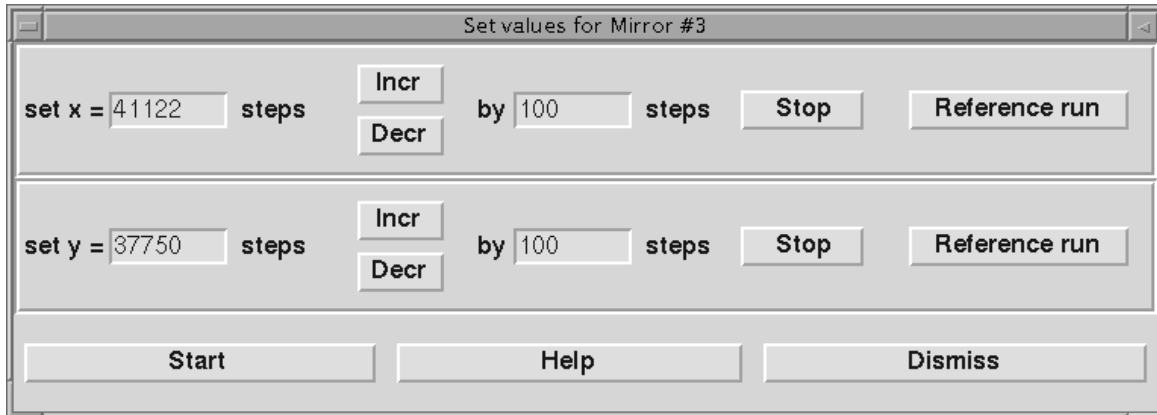 Set values for Mirror #3
Incr
set x = 41122 steps by 100 steps Stop Reference run
Decr
Incr
set y = 37750 steps by 100 steps Stop Reference run
Decr
Start Help Dismiss